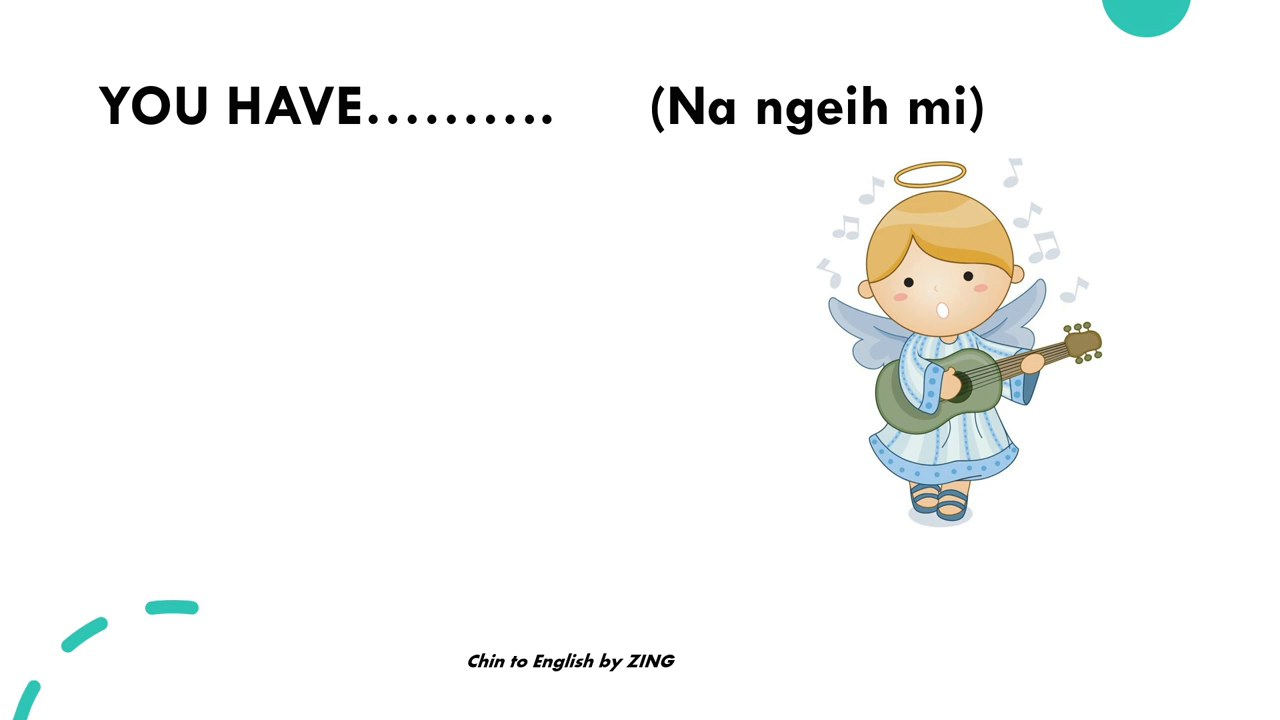 YOU HAVE………. (Na ngeih mi)
Chin to English by ZING